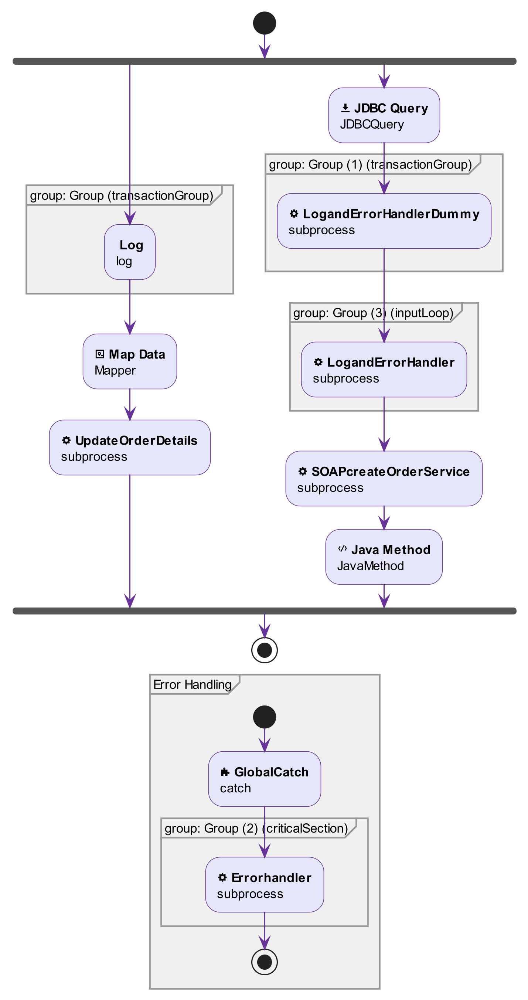 JDBC Query
JDBCQuery
group: Group (1) (transactionGroup)
group: Group (transactionGroup)
LogandErrorHandlerDummy
subprocess
Log
log
group: Group (3) (inputLoop)
Map Data
Mapper
LogandErrorHandler
subprocess
UpdateOrderDetails
subprocess
SOAPcreateOrderService
subprocess
Java Method
JavaMethod
Error Handling
GlobalCatch
catch
group: Group (2) (criticalSection)
Errorhandler
subprocess